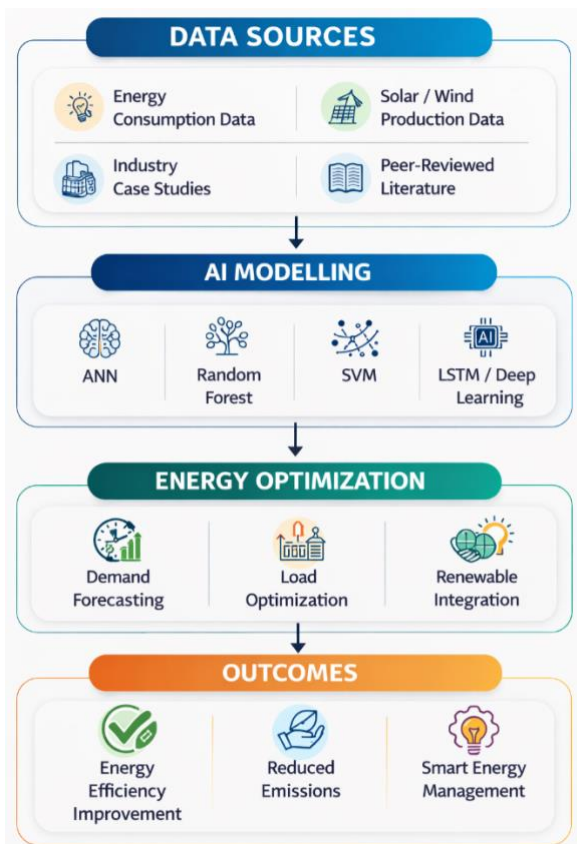 DATA SOURCES
Energy
Consumption Data
Solar / Wind
Production Data
Industry
Case Studies
Peer-Reviewed
Literature
AI MODELLING
ANN
Random
Forest
SVM
AI
LSTM / Deep
Learning
ENERGY OPTIMIZATION
Demand
Forecasting
Load
Optimization
Renewable
Integration
OUTCOMES
Energy
Efficiency
Improvement
Reduced
Emissions
Smart Energy
Management